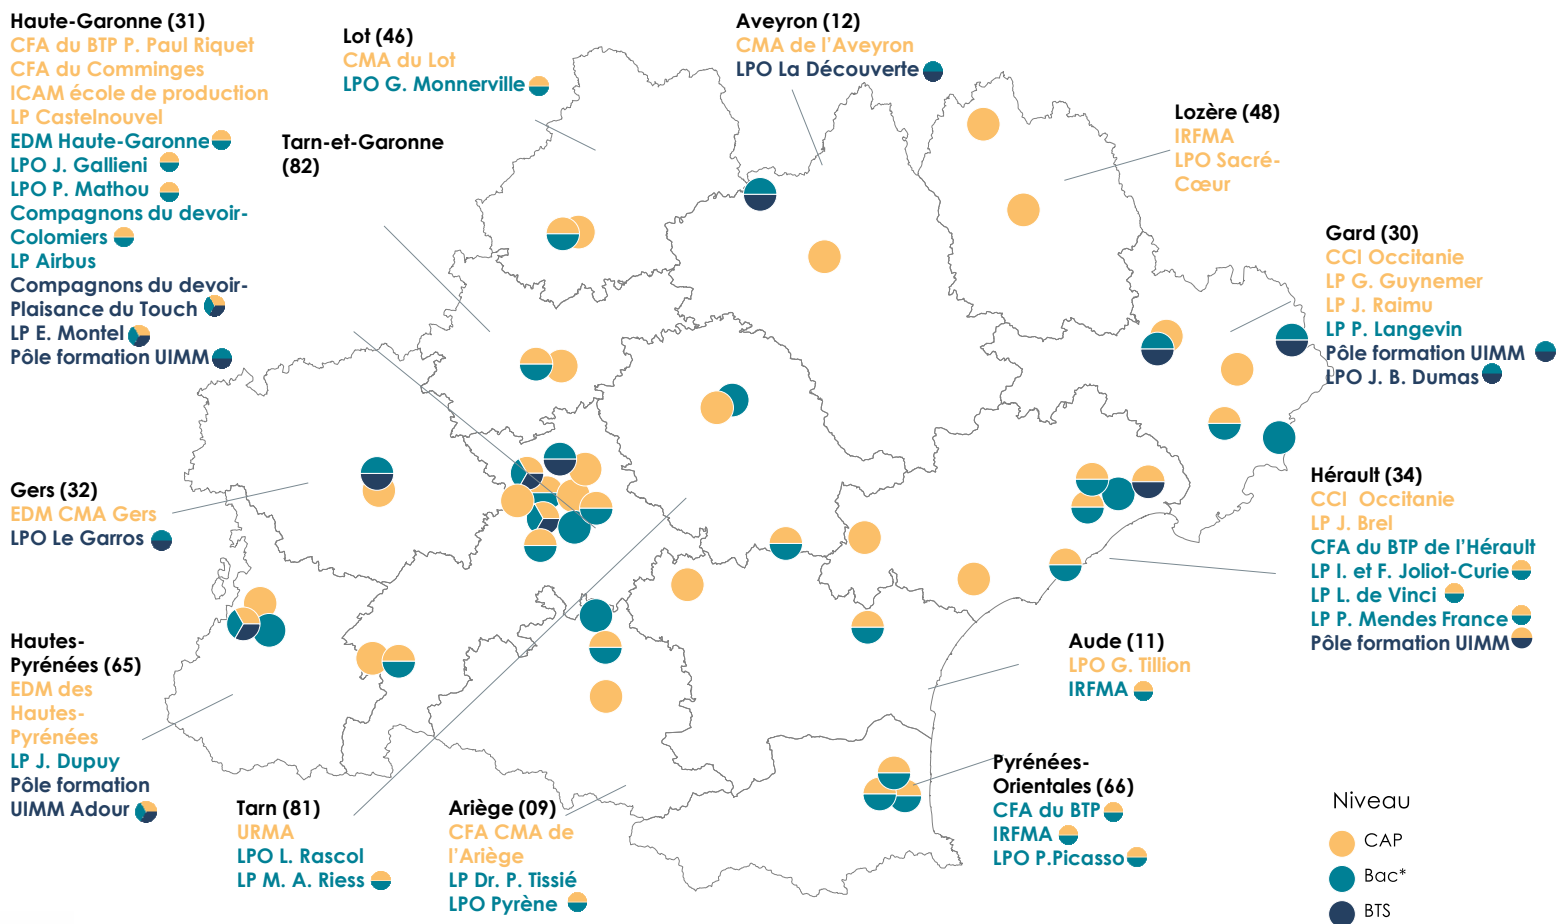 Haute-Garonne (31)
CFA du BTP P. Paul Riquet
CFA du Comminges
ICAM école de production
LP Castelnouvel
EDM Haute-Garonne
LPO J. Gallieni
LPO P. Mathou
Compagnons du devoir-
Colomiers
LP Airbus
Compagnons du devoir-
Plaisance du Touch
LP E. Montel
Pôle formation UIMM
Lot (46)
CMA du Lot
LPO G. Monnerville
Tarn-et-Garonne
(82)
Aveyron (12)
CMA de l'Aveyron
LPO La Découverte
Lozère (48)
IRFMA
LPO Sacré-
Cœur
Gard (30)
CCI Occitanie
LP G. Guynemer
LP J. Raimu
LP P. Langevin
Pôle formation UIMM
LPO J. B. Dumas
Gers (32)
EDM CMA Gers
LPO Le Garros
Hérault (34)
CCI  Occitanie
LP J. Brel
CFA du BTP de l'Hérault
LP I. et F. Joliot-Curie
LP L. de Vinci
LP P. Mendes France
Pôle formation UIMM
Hautes-
Pyrénées (65)
EDM des
Hautes-
Pyrénées
LP J. Dupuy
Pôle formation
UIMM Adour
Aude (11)
LPO G. Tillion
IRFMA
Pyrénées-
Orientales (66)
CFA du BTP
IRFMA
LPO P.Picasso
Tarn (81)
URMA
LPO L. Rascol
LP M. A. Riess
Ariège (09)
CFA CMA de
l'Ariège
LP Dr. P. Tissié
LPO Pyrène
Niveau
CAP
Bac*
BTS